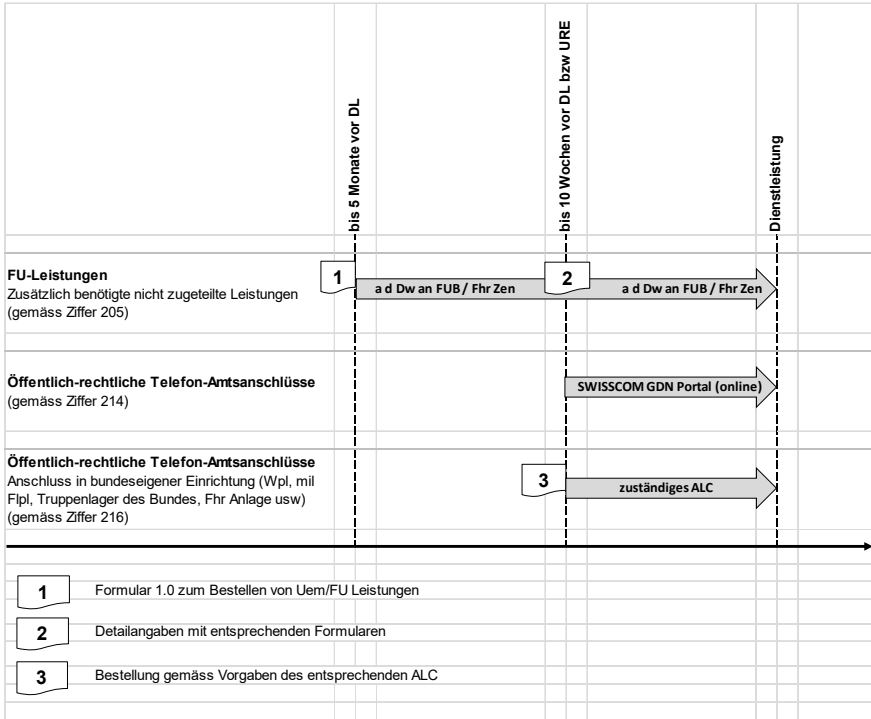 bis 5 Monate vor DL
bis 10 Wochen vor DL bzw URE
Dienstleistung
FU-Leistungen
Zusätzlich benötigte nicht zugeteilte Leistungen
(gemäss Ziffer 205)
1
a d Dw an FUB / Fhr Zen
2
a d Dw an FUB / Fhr Zen
Öffentlich-rechtliche Telefon-Amtsanschlüsse
(gemäss Ziffer 214)
SWISSCOM GDN Portal (online)
Öffentlich-rechtliche Telefon-Amtsanschlüsse
Anschluss in bundeseigener Einrichtung (Wpl, mil
Flpl, Truppenlager des Bundes, Fhr Anlage usw)
(gemäss Ziffer 216)
3
zuständiges ALC
1
Formular 1.0 zum Bestellen von Uem/FU Leistungen
2
Detailangaben mit entsprechenden Formularen
3
Bestellung gemäss Vorgaben des entsprechenden ALC